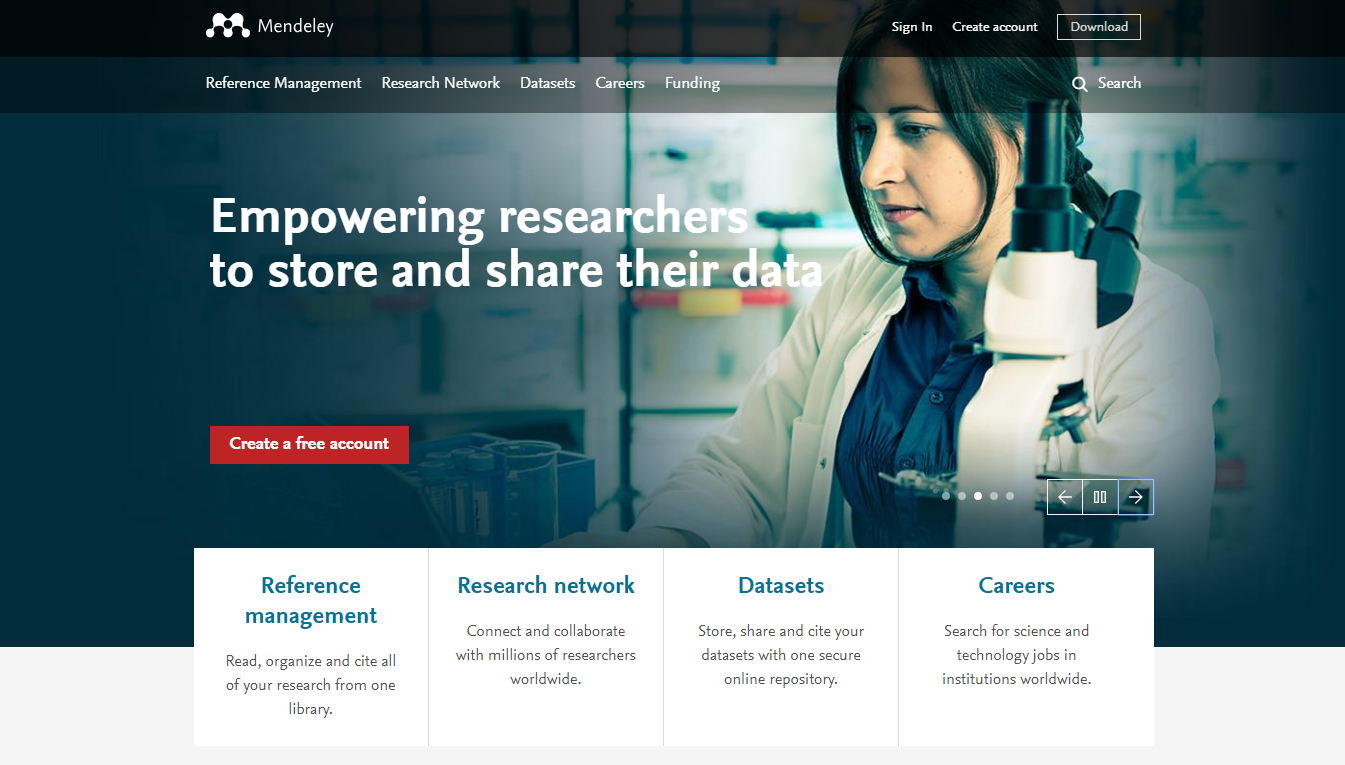 Mendeley
Sign In
Create account
Download
Reference Management
Research Network
Datasets
Careers
Funding
Search
Empowering researchers
to store and share their data
Create a free account
Reference
management
Read, organize and cite all
of your research from one
library.
Research network
Connect and collaborate
with millions of researchers
worldwide.
Datasets
Store, share and cite your
datasets with one secure
online repository.
Careers
Search for science and
technology jobs in
institutions worldwide.